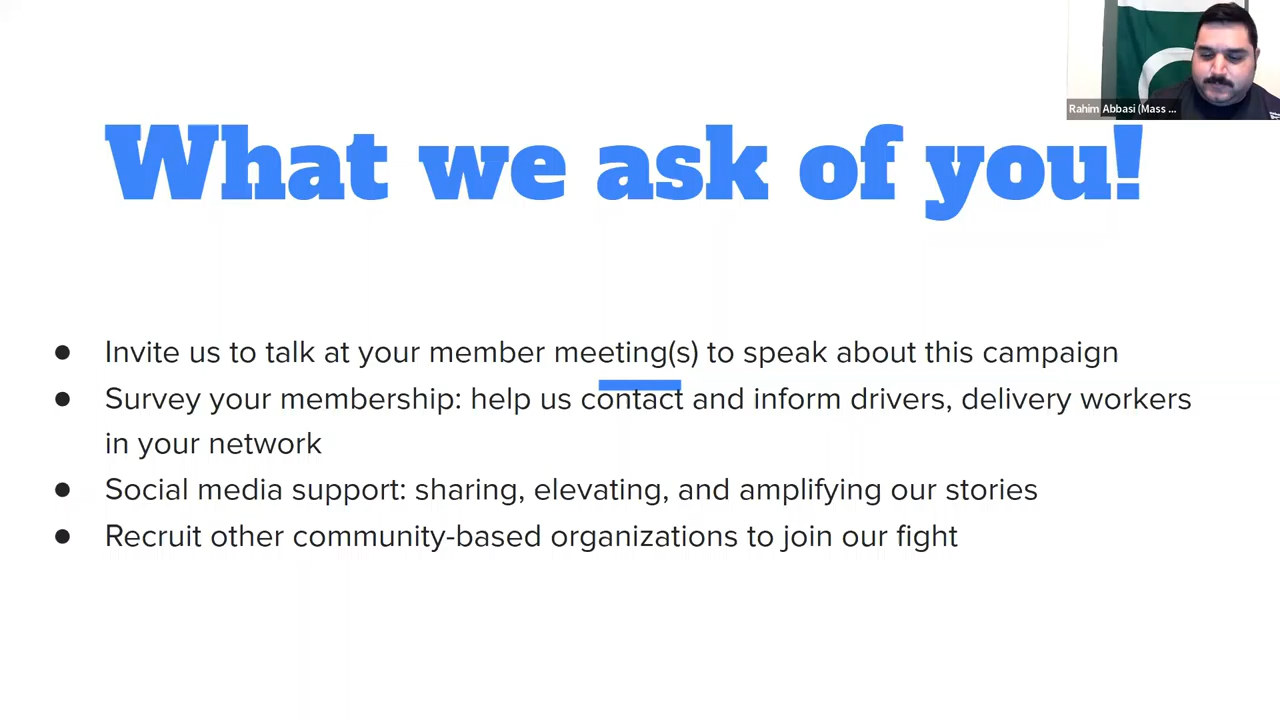 Rahim Abbasi (Mass ...
What we ask of you!
● Invite us to talk at your member meeting(s) to speak about this campaign
● Survey your membership: help us contact and inform drivers, delivery workers
in your network
● Social media support: sharing, elevating, and amplifying our stories
● Recruit other community-based organizations to join our fight